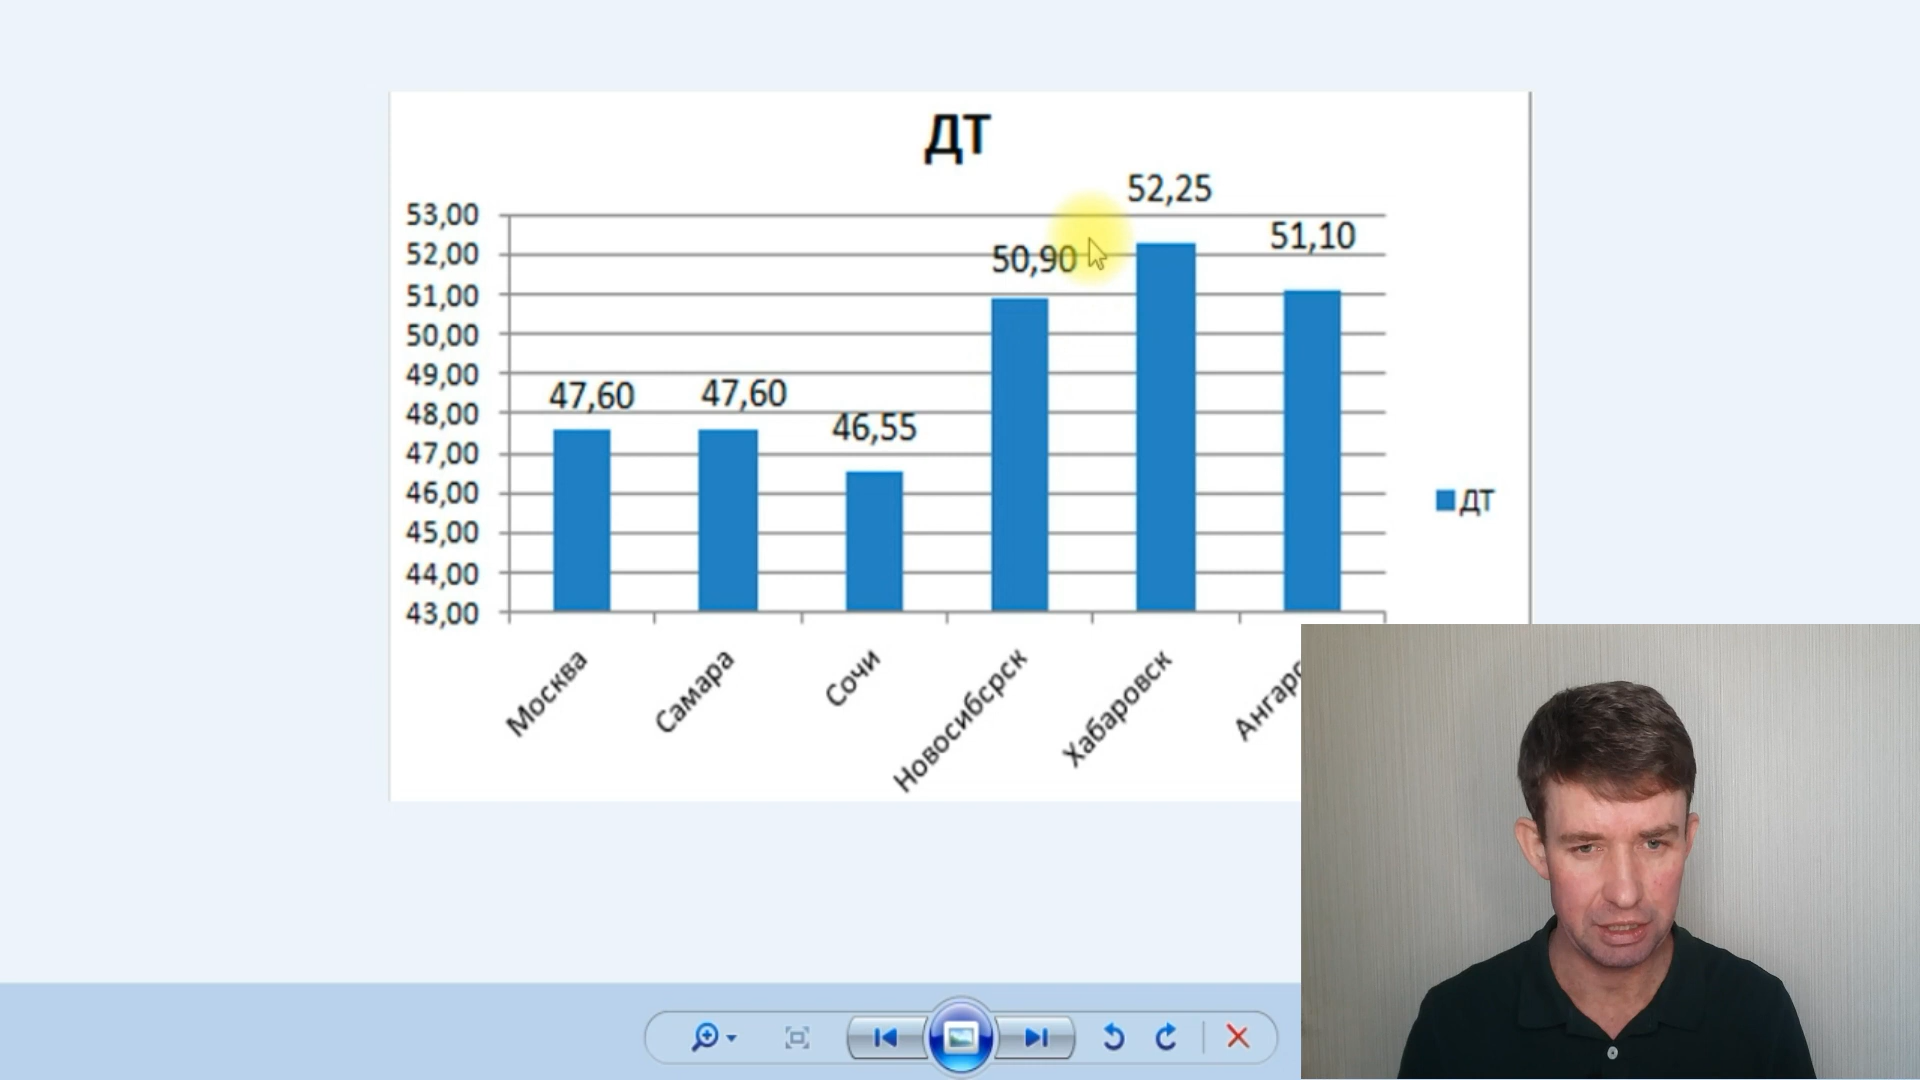 ДТ
52,25
53,00
51,10
52,00
50,90
51,00
50,00
49,00
47,60
47,60
48,00
46,55
47,00
46,00
ДТ
45,00
44,00
43,00
Москва
Самара
Сочи
Новосибсрск
Хабаровск
Ангарс